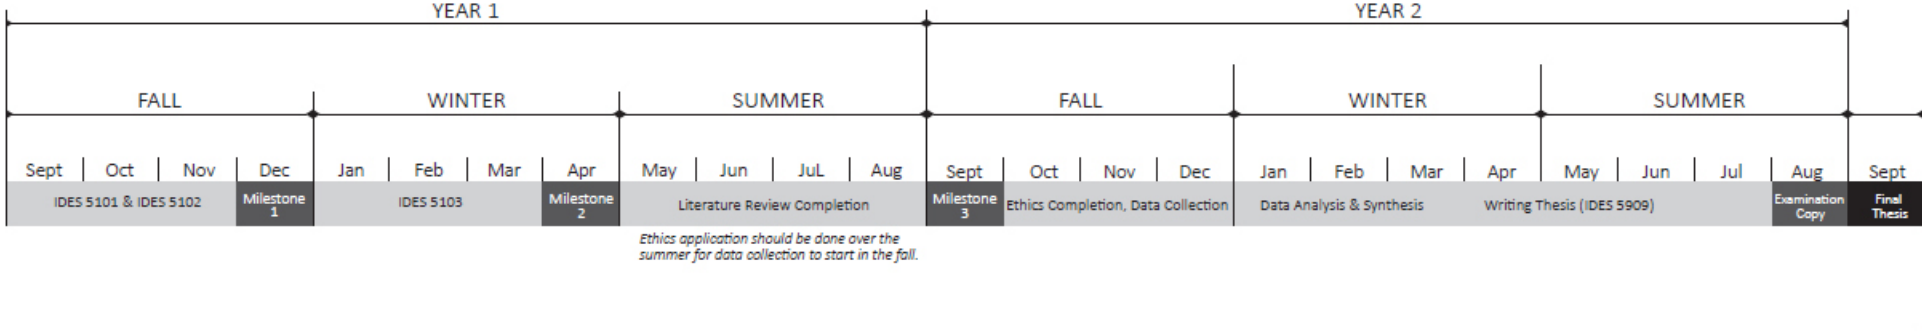 YEAR 1 YEAR 2
FALL WINTER SUMMER FALL WINTER SUMMER
Sept Oct Nov Dec Jan Feb Mar Apr May Jun JuL Aug Sept Oct Nov Dec Jan Feb Mar Apr May Jun Jul Aug Sept
IDES 5101 & IDES 5102
Milestone
1
IDES 5103
Milestone
2
Literature Review Completion
Milestone
3
Ethics Completion, Data Collection
Data Analysis & Synthesis
Writing Thesis (IDES 5909)
Examination
Copy
Final
Thesis
Ethics application should be done over the
summer for data collection to start in the fall.